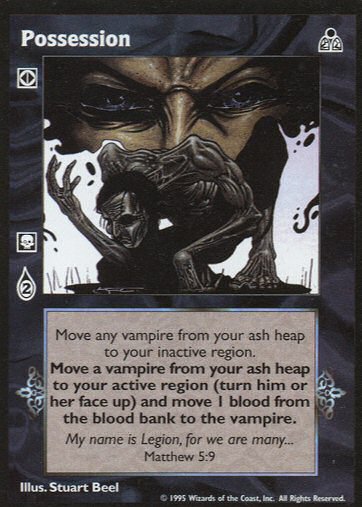 Possession
2
Move any vampire from your ash heap
to your inactive region.
Move a vampire from your ash heap
to your active region (turn him or
her face up) and move 1 blood from
the blood bank to the vampire.
My name is Legion, for we are many...
Matthew 5:9
Illus. Stuart Beel
© 1995 Wizards of the Coast, Inc. All Rights Reserved.